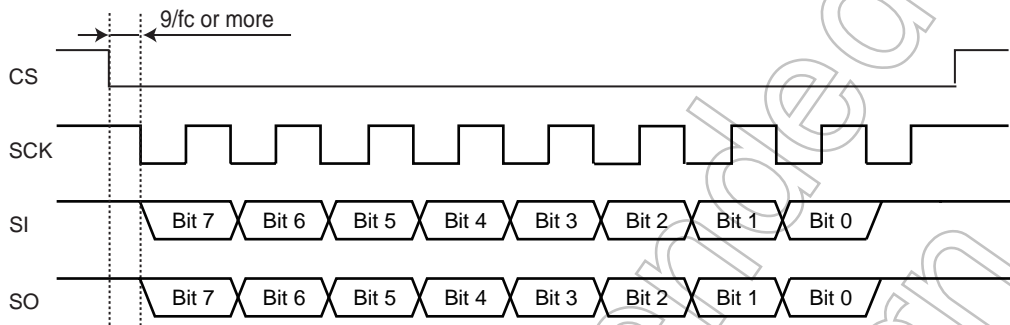 9/fc or more
CS
SCK
SI Bit 7 Bit 6 Bit 5 Bit 4 Bit 3 Bit 2 Bit 1 Bit 0
SO Bit 7 Bit 6 Bit 5 Bit 4 Bit 3 Bit 2 Bit 1 Bit 0